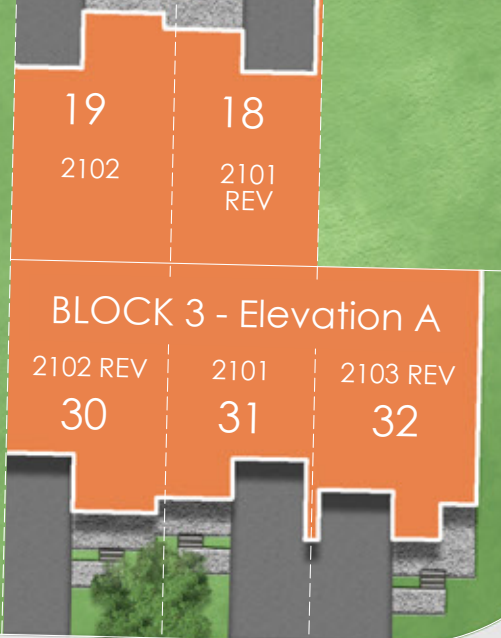 19
2102
18
2101
REV
BLOCK 3 - Elevation A
2102 REV
30
2101
31
2103 REV
32